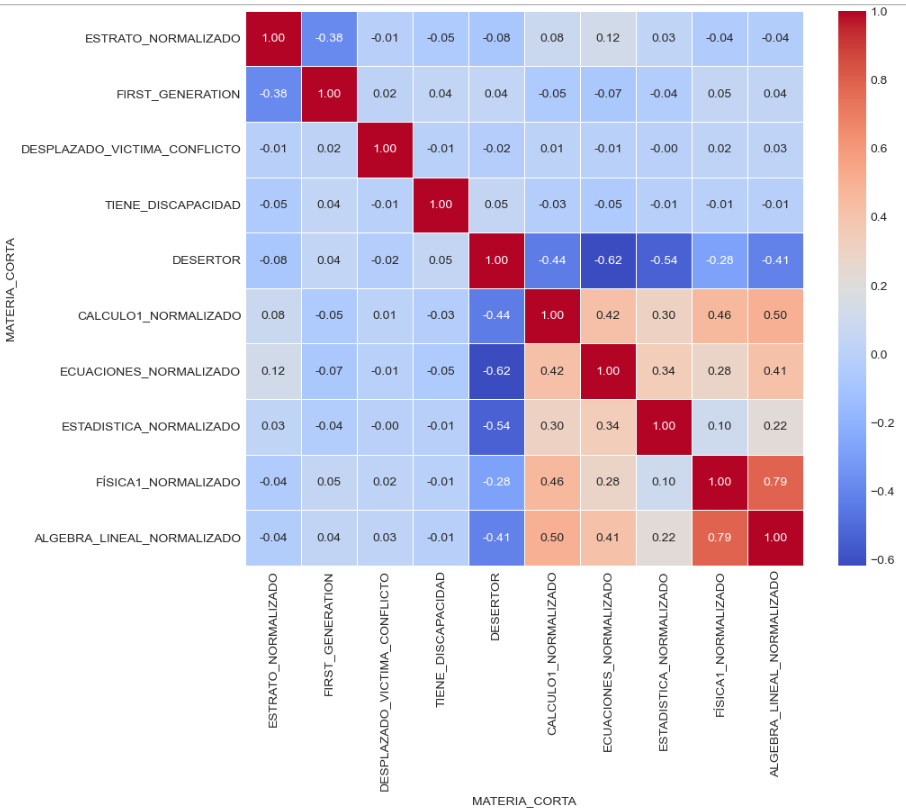 ESTRATO_NORMALIZADO 1.00 -0.38 -0.01 -0.05 -0.08 0.08 0.12 0.03 -0.04 -0.04
FIRST_GENERATION -0.38 1.00 0.02 0.04 0.04 -0.05 -0.07 -0.04 0.05 0.04
DESPLAZADO_VICTIMA_CONFLICTO -0.01 0.02 1.00 -0.01 -0.02 0.01 -0.01 -0.00 0.02 0.03
TIENE_DISCAPACIDAD -0.05 0.04 -0.01 1.00 0.05 -0.03 -0.05 -0.01 -0.01 -0.01
DESERTOR -0.08 0.04 -0.02 0.05 1.00 -0.44 -0.62 -0.54 -0.28 -0.41
CALCULO1_NORMALIZADO 0.08 -0.05 0.01 -0.03 -0.44 1.00 0.42 0.30 0.46 0.50
ECUACIONES_NORMALIZADO 0.12 -0.07 -0.01 -0.05 -0.62 0.42 1.00 0.34 0.28 0.41
ESTADISTICA_NORMALIZADO 0.03 -0.04 -0.00 -0.01 -0.54 0.30 0.34 1.00 0.10 0.22
FÍSICA1_NORMALIZADO -0.04 0.05 0.02 -0.01 -0.28 0.46 0.28 0.10 1.00 0.79
ALGEBRA_LINEAL_NORMALIZADO -0.04 0.04 0.03 -0.01 -0.41 0.50 0.41 0.22 0.79 1.00
MATERIA_CORTA
ESTRATO_NORMALIZADO
FIRST_GENERATION
DESPLAZADO_VICTIMA_CONFLICTO
TIENE_DISCAPACIDAD
DESERTOR
CALCULO1_NORMALIZADO
ECUACIONES_NORMALIZADO
ESTADISTICA_NORMALIZADO
FÍSICA1_NORMALIZADO
ALGEBRA_LINEAL_NORMALIZADO
MATERIA_CORTA
1.0
0.8
0.6
0.4
0.2
0.0
−0.2
−0.4
−0.6